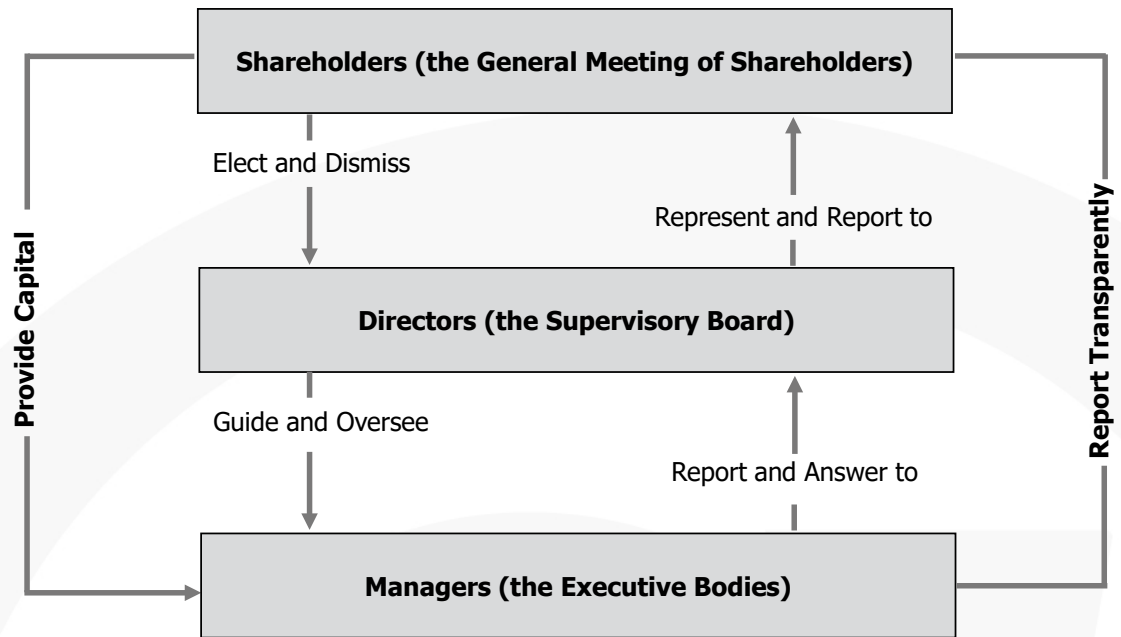 Shareholders (the General Meeting of Shareholders)
Elect and Dismiss
Represent and Report to
Provide Capital
Report Transparently
Directors (the Supervisory Board)
Guide and Oversee
Report and Answer to
Managers (the Executive Bodies)